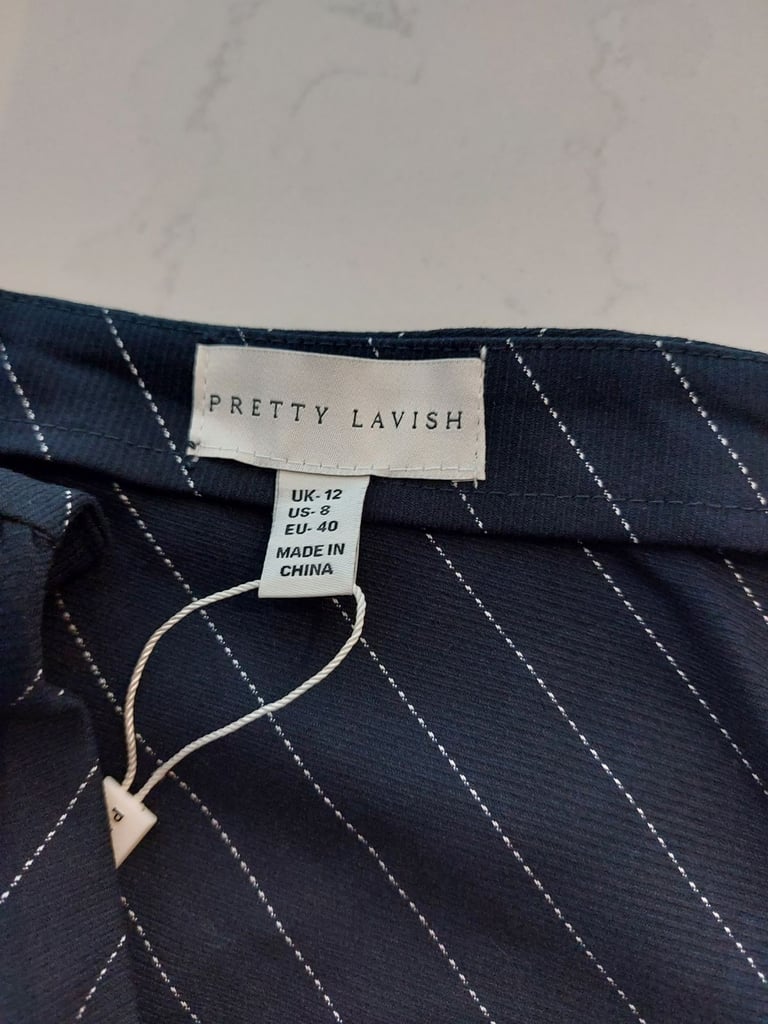 PRETTY LAVISH
UK- 12
US- 8
EU- 40
MADE IN
CHINA